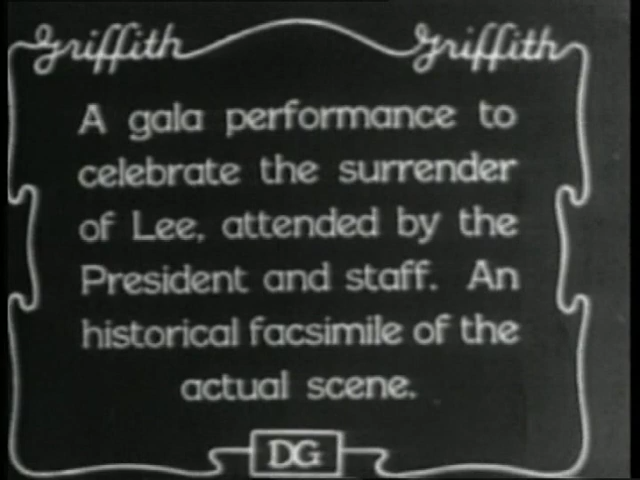 Griffith Griffith
A gala performance to
celebrate the surrender
of Lee, attended by the
President and staff. An
historical facsimile of the
actual scene.
DG